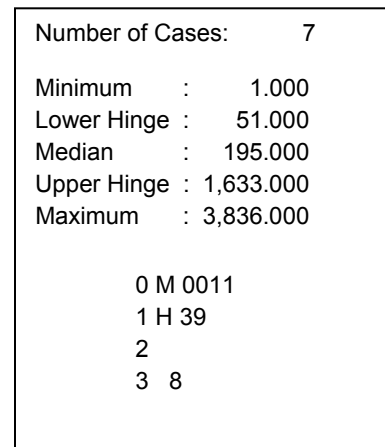 Number of Cases: 7
Minimum : 1.000
Lower Hinge : 51.000
Median : 195.000
Upper Hinge : 1,633.000
Maximum : 3,836.000
0 M 0011
1 H 39
2
3 8